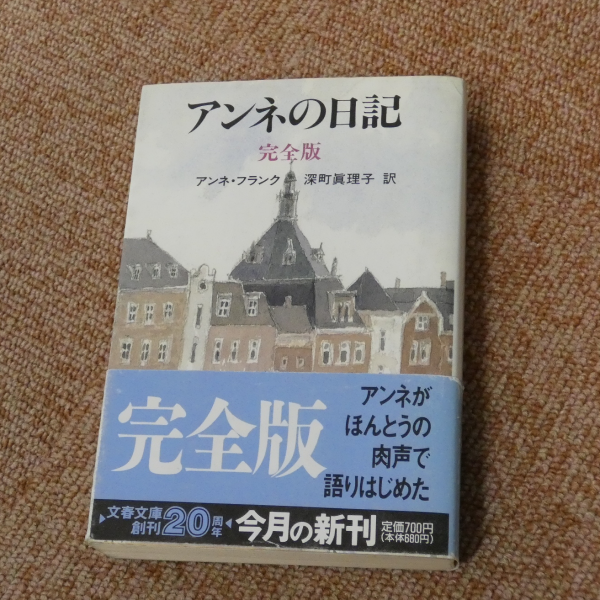 アンネの日記
完全版
アンネ・フランク 深町眞理子 訳
完全版
アンネが
ほんとうの
肉声で
語りはじめた
文春文庫
創刊20周年
今月の新刊
定価700円
(本体680円)